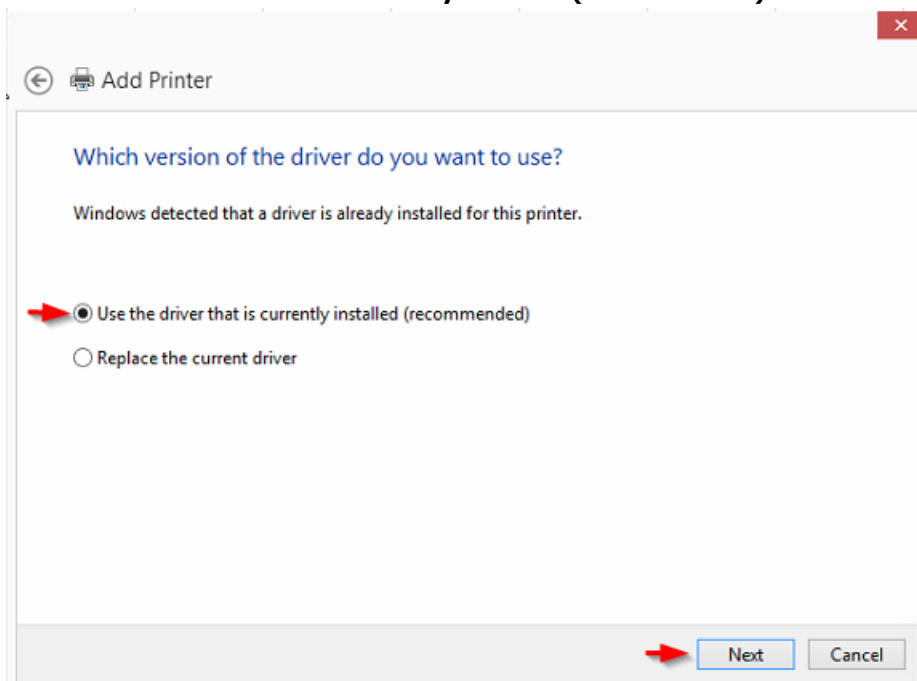 Add Printer
Which version of the driver do you want to use?
Windows detected that a driver is already installed for this printer.
Use the driver that is currently installed (recommended)
Replace the current driver
Next Cancel